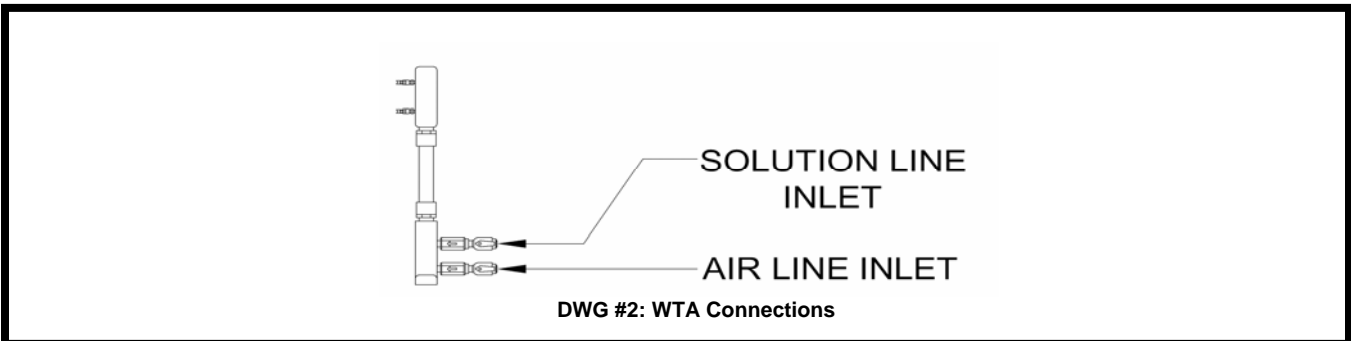 SOLUTION LINE
INLET
AIR LINE INLET
DWG #2: WTA Connections